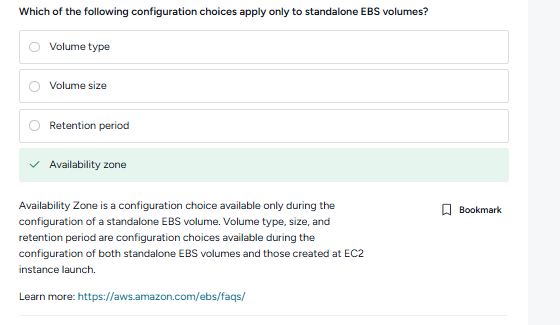 Which of the following configuration choices apply only to standalone EBS volumes?
Volume type
Volume size
Retention period
Availability zone
Availability Zone is a configuration choice available only during the
configuration of a standalone EBS volume. Volume type, size, and
retention period are configuration choices available during the
configuration of both standalone EBS volumes and those created at EC2
instance launch.
Bookmark
Learn more: https://aws.amazon.com/ebs/faqs/